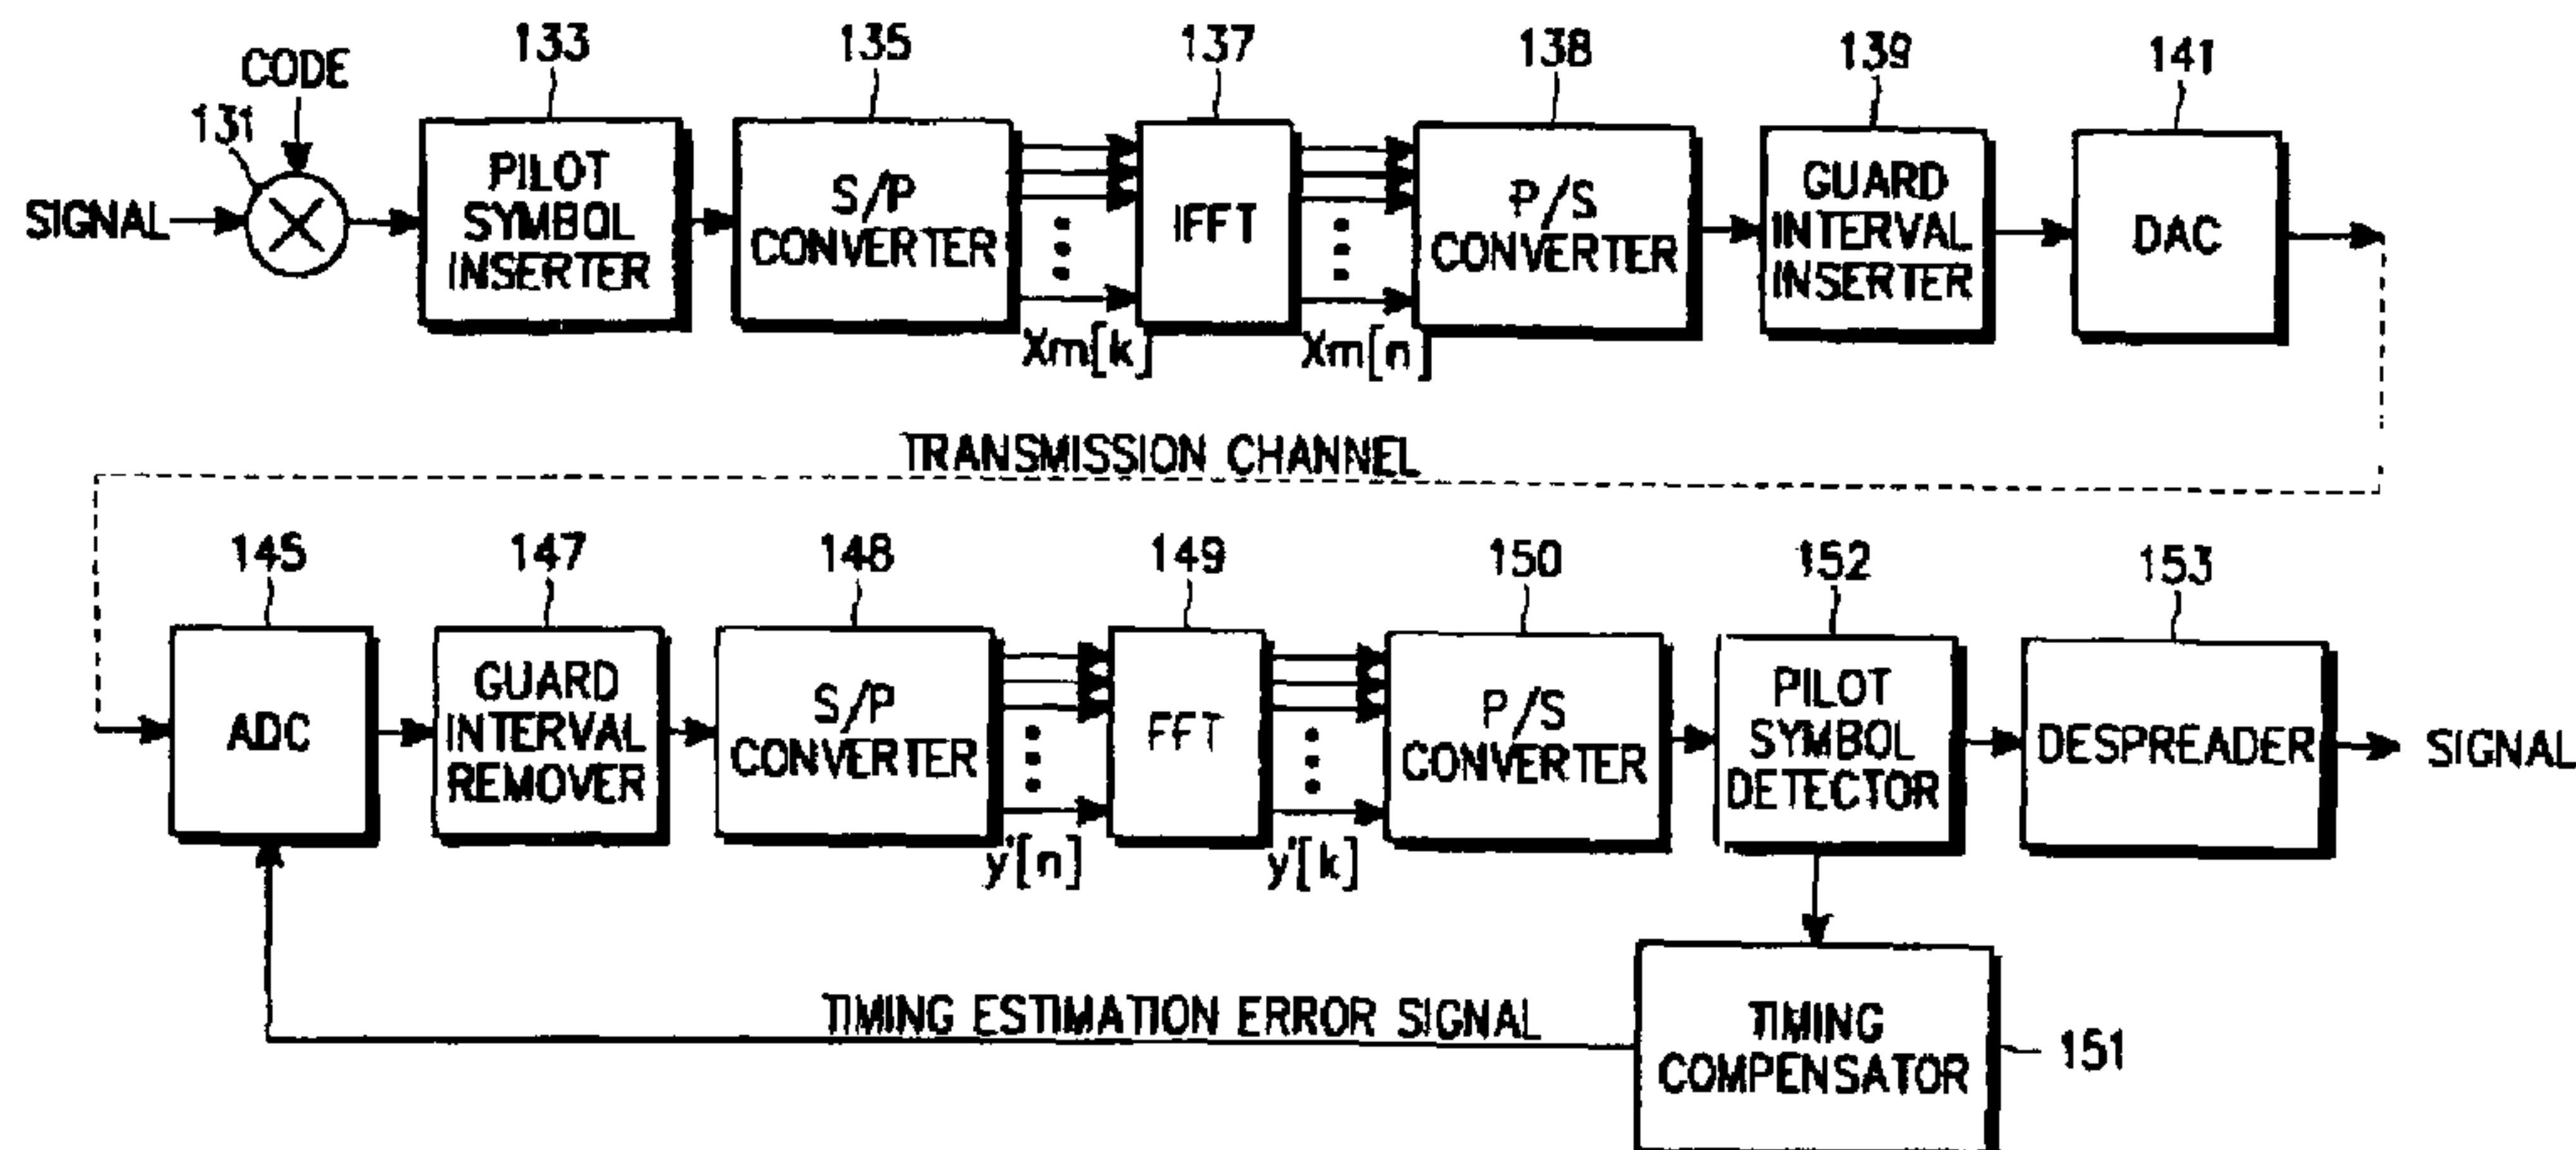 133
135
137
138
139
141
CODE
131
SIGNAL
PILOT
SYMBOL
INSERTER
S/P
CONVERTER
IFFT
P/S
CONVERTER
GUARD
INTERVAL
INSERTER
DAC
Xm[k]
Xm[n]
TRANSMISSION CHANNEL
145
147
148
149
150
152
153
ADC
GUARD
INTERVAL
REMOVER
S/P
CONVERTER
FFT
P/S
CONVERTER
PILOT
SYMBOL
DETECTOR
DESPREADER
SIGNAL
y'[n]
y'[k]
TIMING ESTIMATION ERROR SIGNAL
TIMING
COMPENSATOR
151